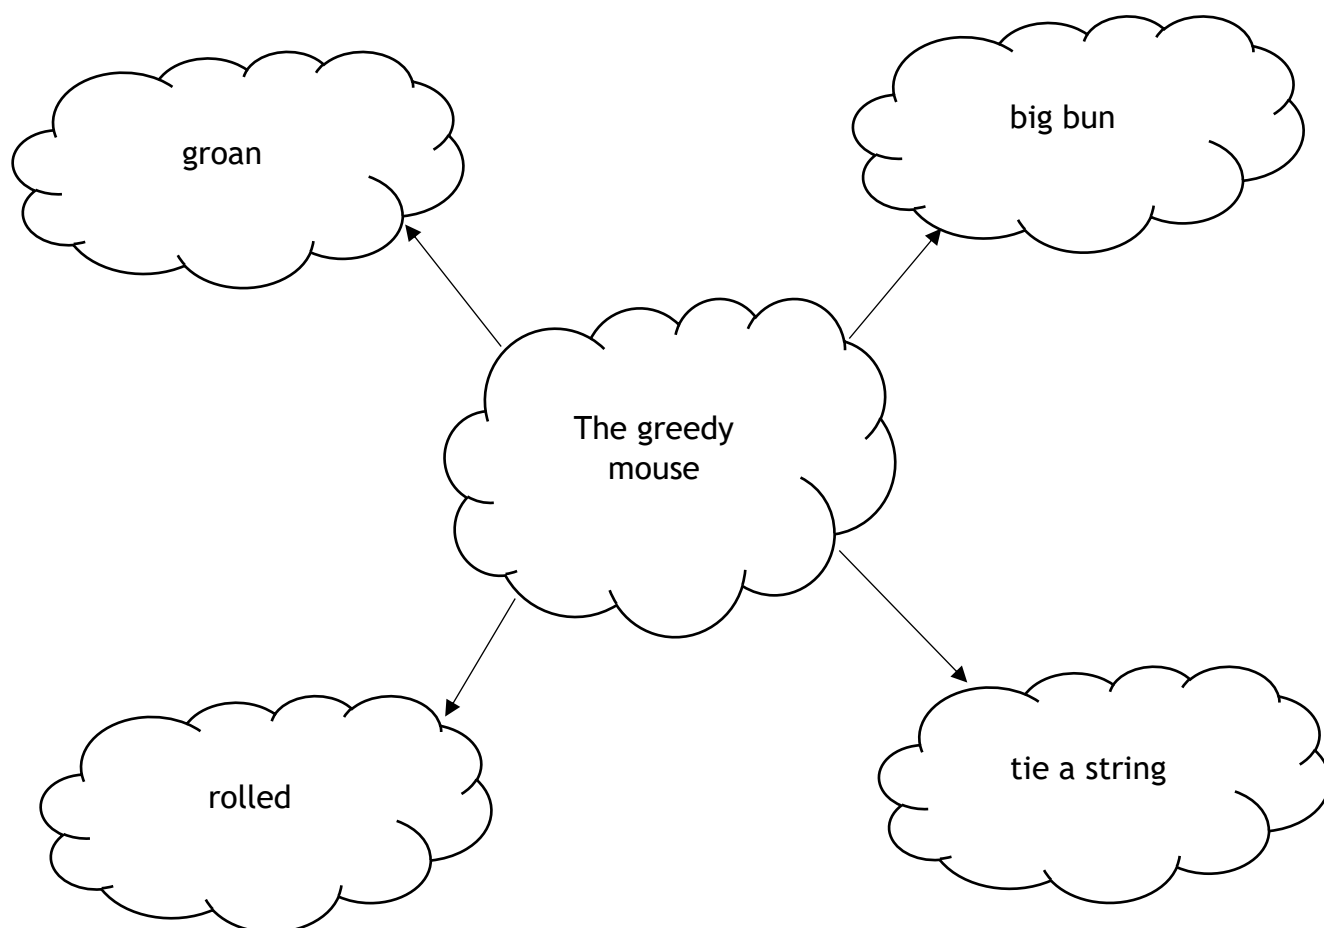 groan
big bun
The greedy
mouse
rolled
tie a string